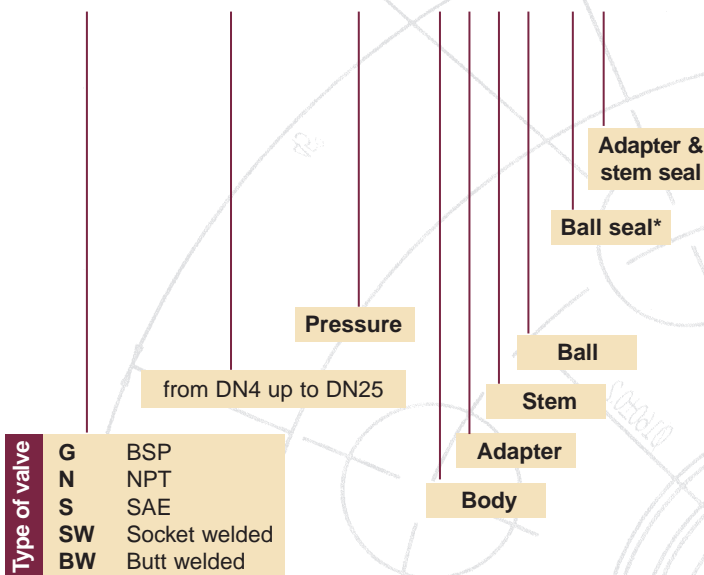 Adapter &
stem seal
Ball seal*
Pressure
Ball
from DN4 up to DN25
Stem
Adapter
Body
Type of valve
G BSP
N NPT
S SAE
SW Socket welded
BW Butt welded